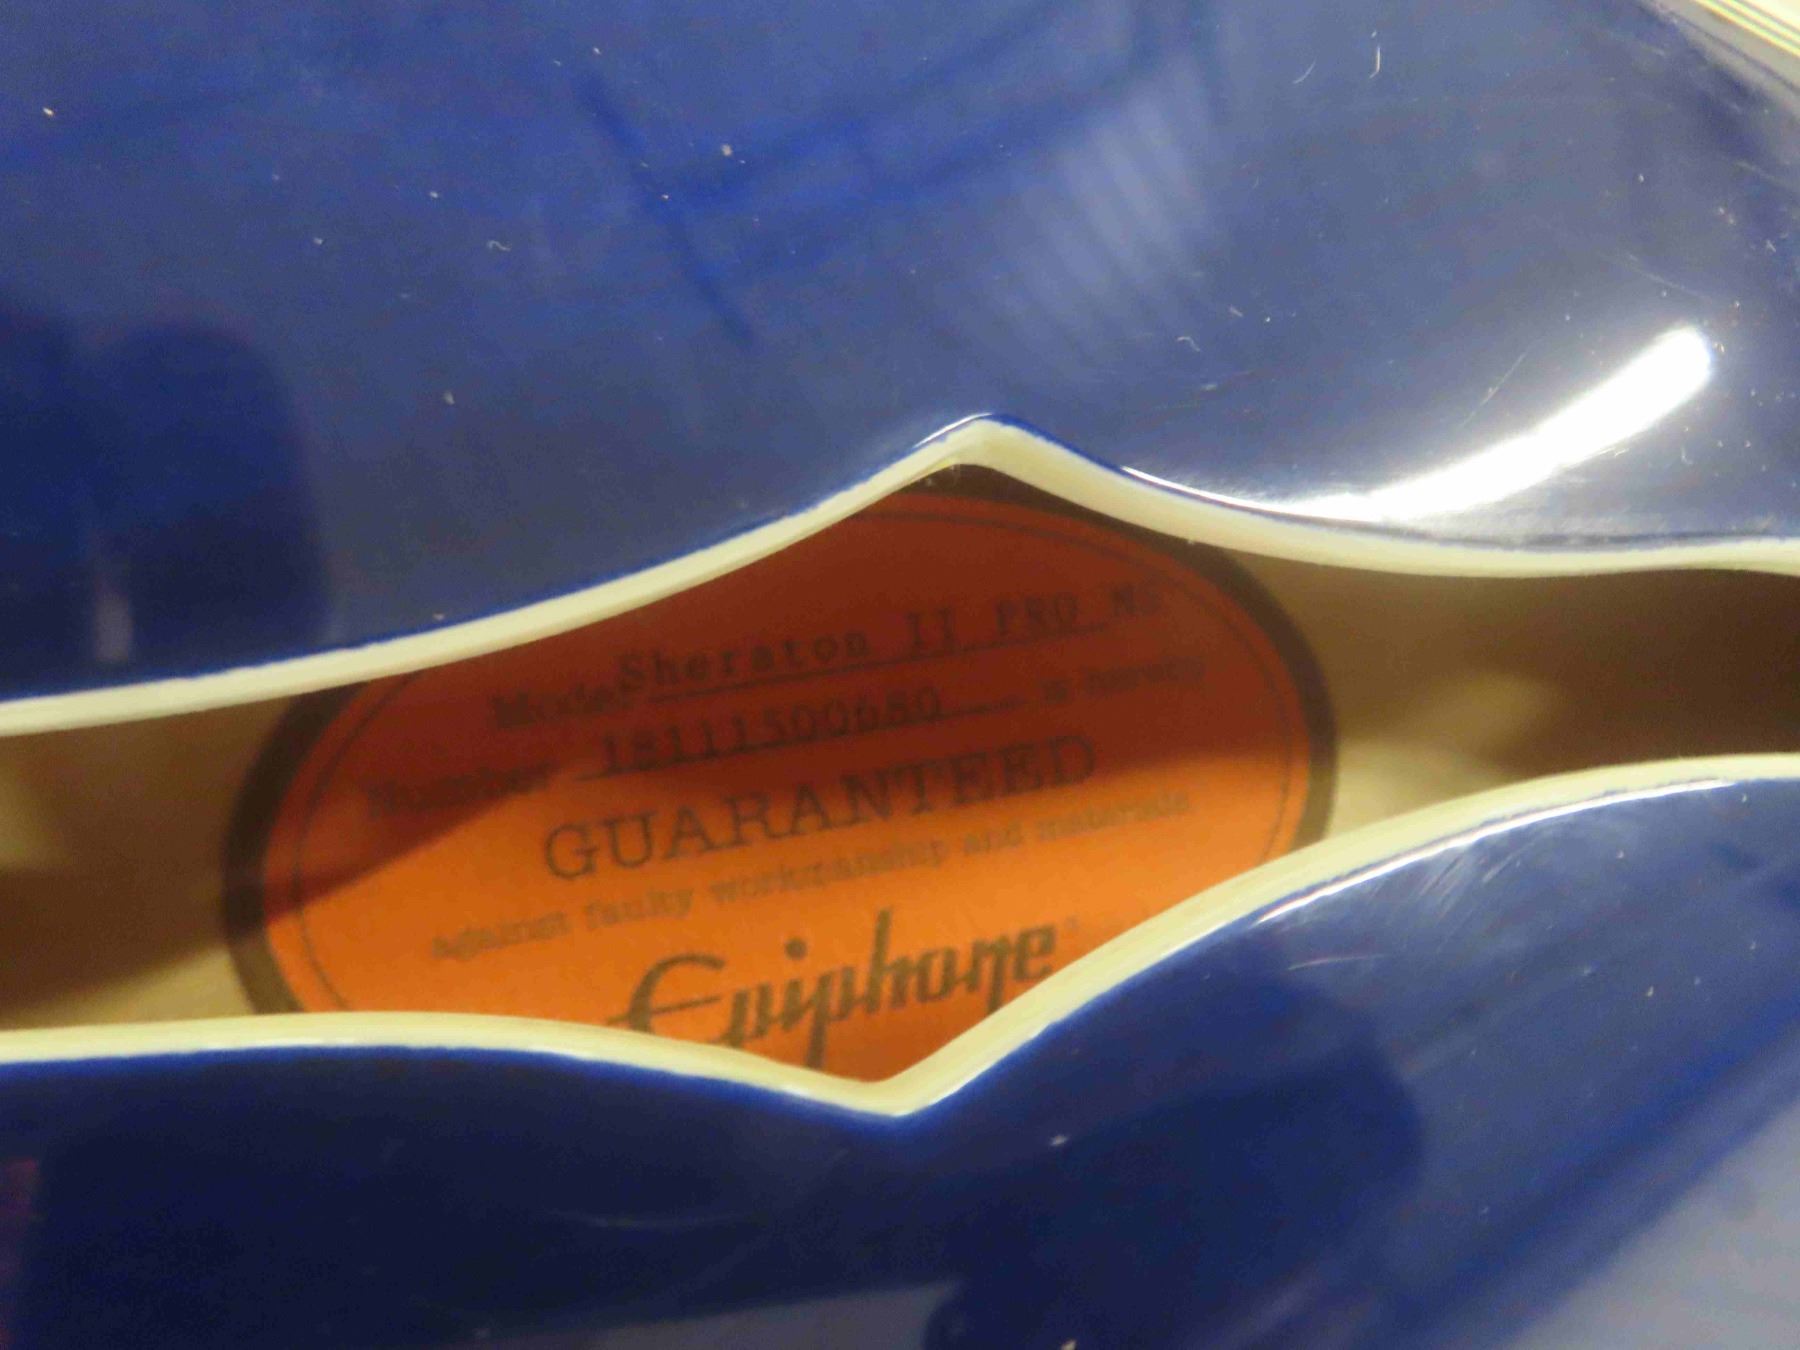 Model Sheraton II PRO NS
Number 18111500680 is hereby
GUARANTEED
Against faulty workmanship and materials
Epiphone